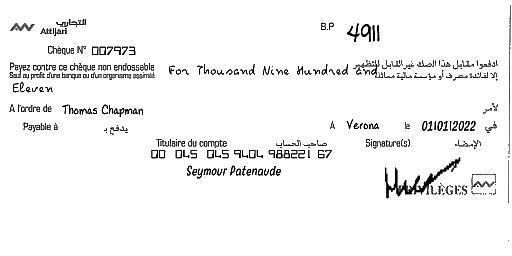 التجاري
Attijari
B.P 4911
Chèque N° 007973
Payez contre ce chèque non endossable
ادفعوا مقابل هذا الصك غير القابل للتظهير
For Thousand Nine Hundred and
Sauf au profit d'une banque ou d'un organisme assimilé
إلا لفائدة مصرف أو مؤسسة مالية مماثلة
Eleven
A l'ordre de Thomas Chapman لأمر
Payable à يدفع بـ A Verona le 01/01/2022 في
Titulaire du compte صاحب الحساب Signature(s) الإمضاء
00 045 045 9404 988221 67
Seymour Patenaude
PRIVILÈGES